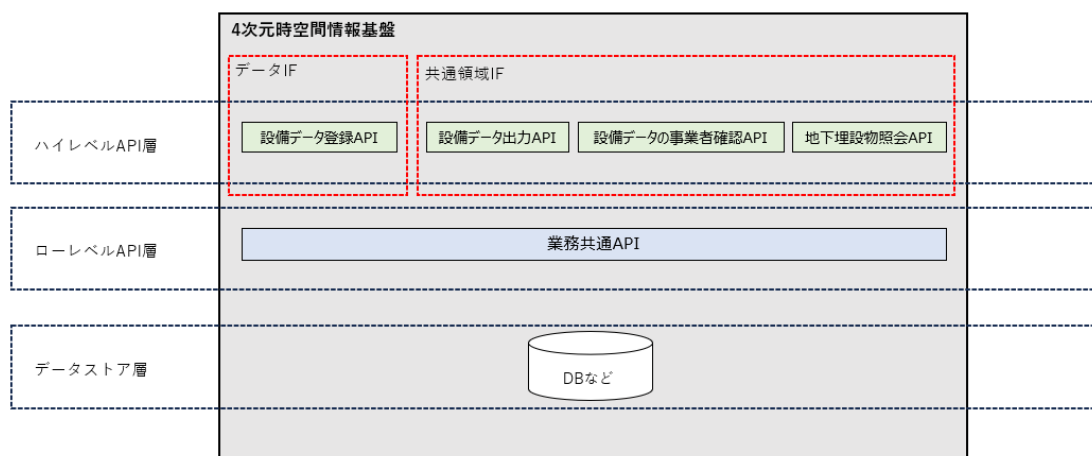 4次元時空間情報基盤
データIF
共通領域IF
ハイレベルAPI層
設備データ登録API
設備データ出力API
設備データの事業者確認API
地下埋設物照会API
ローレベルAPI層
業務共通API
データストア層
DBなど